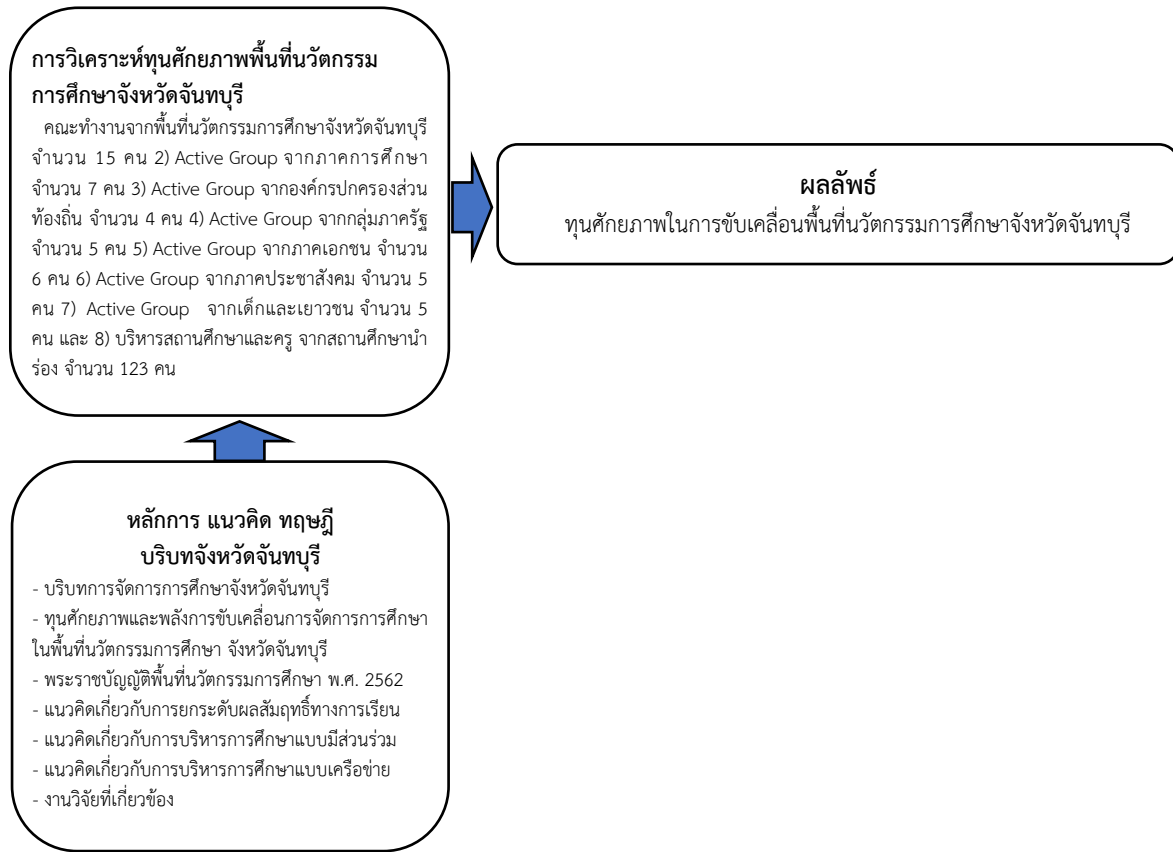 การวิเคราะห์ทุนศักยภาพพื้นที่นวัตกรรม
การศึกษาจังหวัดจันทบุรี
คณะทำงานจากพื้นที่นวัตกรรมการศึกษาจังหวัดจันทบุรี
จำนวน 15 คน 2) Active Group จากภาคการศึกษา
จำนวน 7 คน 3) Active Group จากองค์กรปกครองส่วน
ท้องถิ่น จำนวน 4 คน 4) Active Group จากกลุ่มภาครัฐ
จำนวน 5 คน 5) Active Group จากภาคเอกชน จำนวน
6 คน 6) Active Group จากภาคประชาสังคม จำนวน 5
คน 7) Active Group จากเด็กและเยาวชน จำนวน 5
คน และ 8) บริหารสถานศึกษาและครู จากสถานศึกษานำ
ร่อง จำนวน 123 คน
ผลลัพธ์
ทุนศักยภาพในการขับเคลื่อนพื้นที่นวัตกรรมการศึกษาจังหวัดจันทบุรี
หลักการ แนวคิด ทฤษฎี
บริบทจังหวัดจันทบุรี
- บริบทการจัดการการศึกษาจังหวัดจันทบุรี
- ทุนศักยภาพและพลังการขับเคลื่อนการจัดการการศึกษา
ในพื้นที่นวัตกรรมการศึกษา จังหวัดจันทบุรี
- พระราชบัญญัติพื้นที่นวัตกรรมการศึกษา พ.ศ. 2562
- แนวคิดเกี่ยวกับการยกระดับผลสัมฤทธิ์ทางการเรียน
- แนวคิดเกี่ยวกับการบริหารการศึกษาแบบมีส่วนร่วม
- แนวคิดเกี่ยวกับการบริหารการศึกษาแบบเครือข่าย
- งานวิจัยที่เกี่ยวข้อง